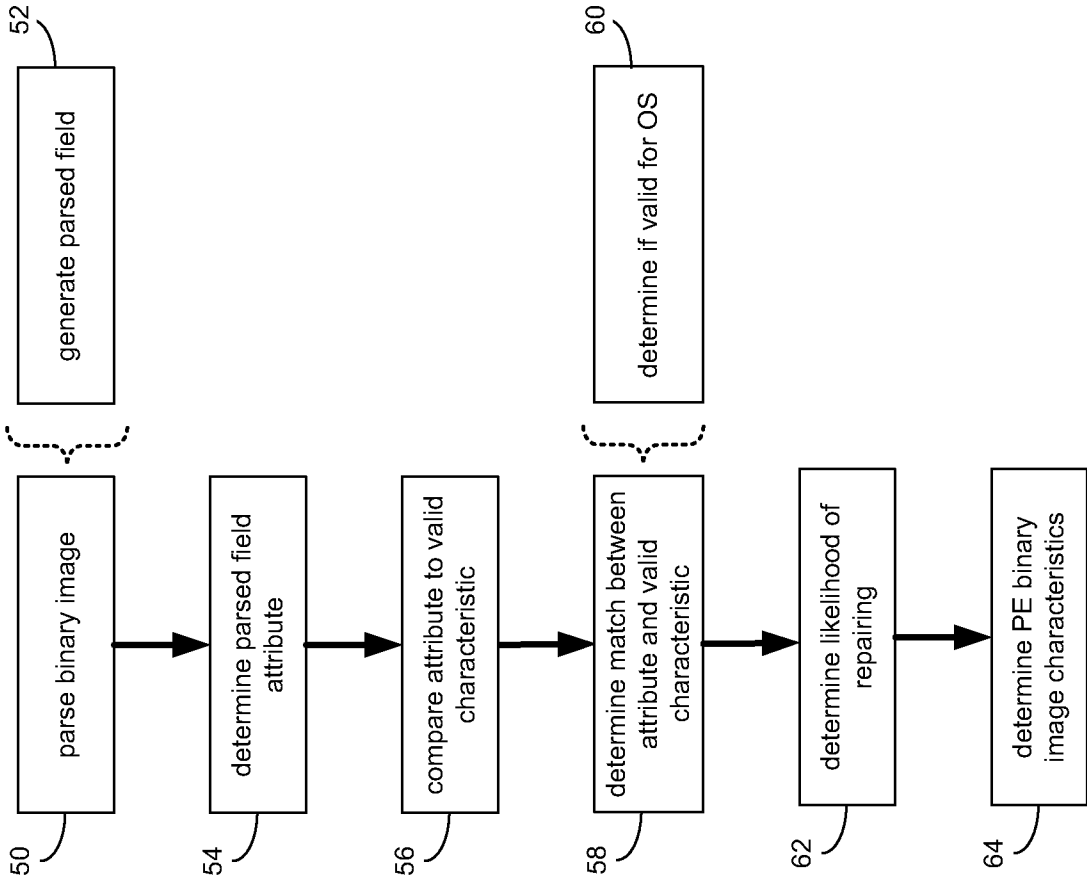 50
parse binary image
52
generate parsed field
54
determine parsed field
attribute
56
compare attribute to valid
characteristic
58
determine match between
attribute and valid
characteristic
60
determine if valid for OS
62
determine likelihood of
repairing
64
determine PE binary
image characteristics